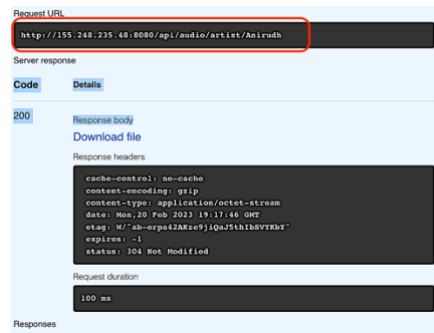 Request URL
http://155.248.235.48:8080/api/audio/artist/Anirudh
Server response
Code Details
200 Response body
Download file
Response headers
cache-control: no-cache
content-encoding: gzip
content-type: application/octet-stream
date: Mon,20 Feb 2023 19:17:46 GMT
expires: -1
status: 304 Not Modified
Request duration
100 ms
Responses